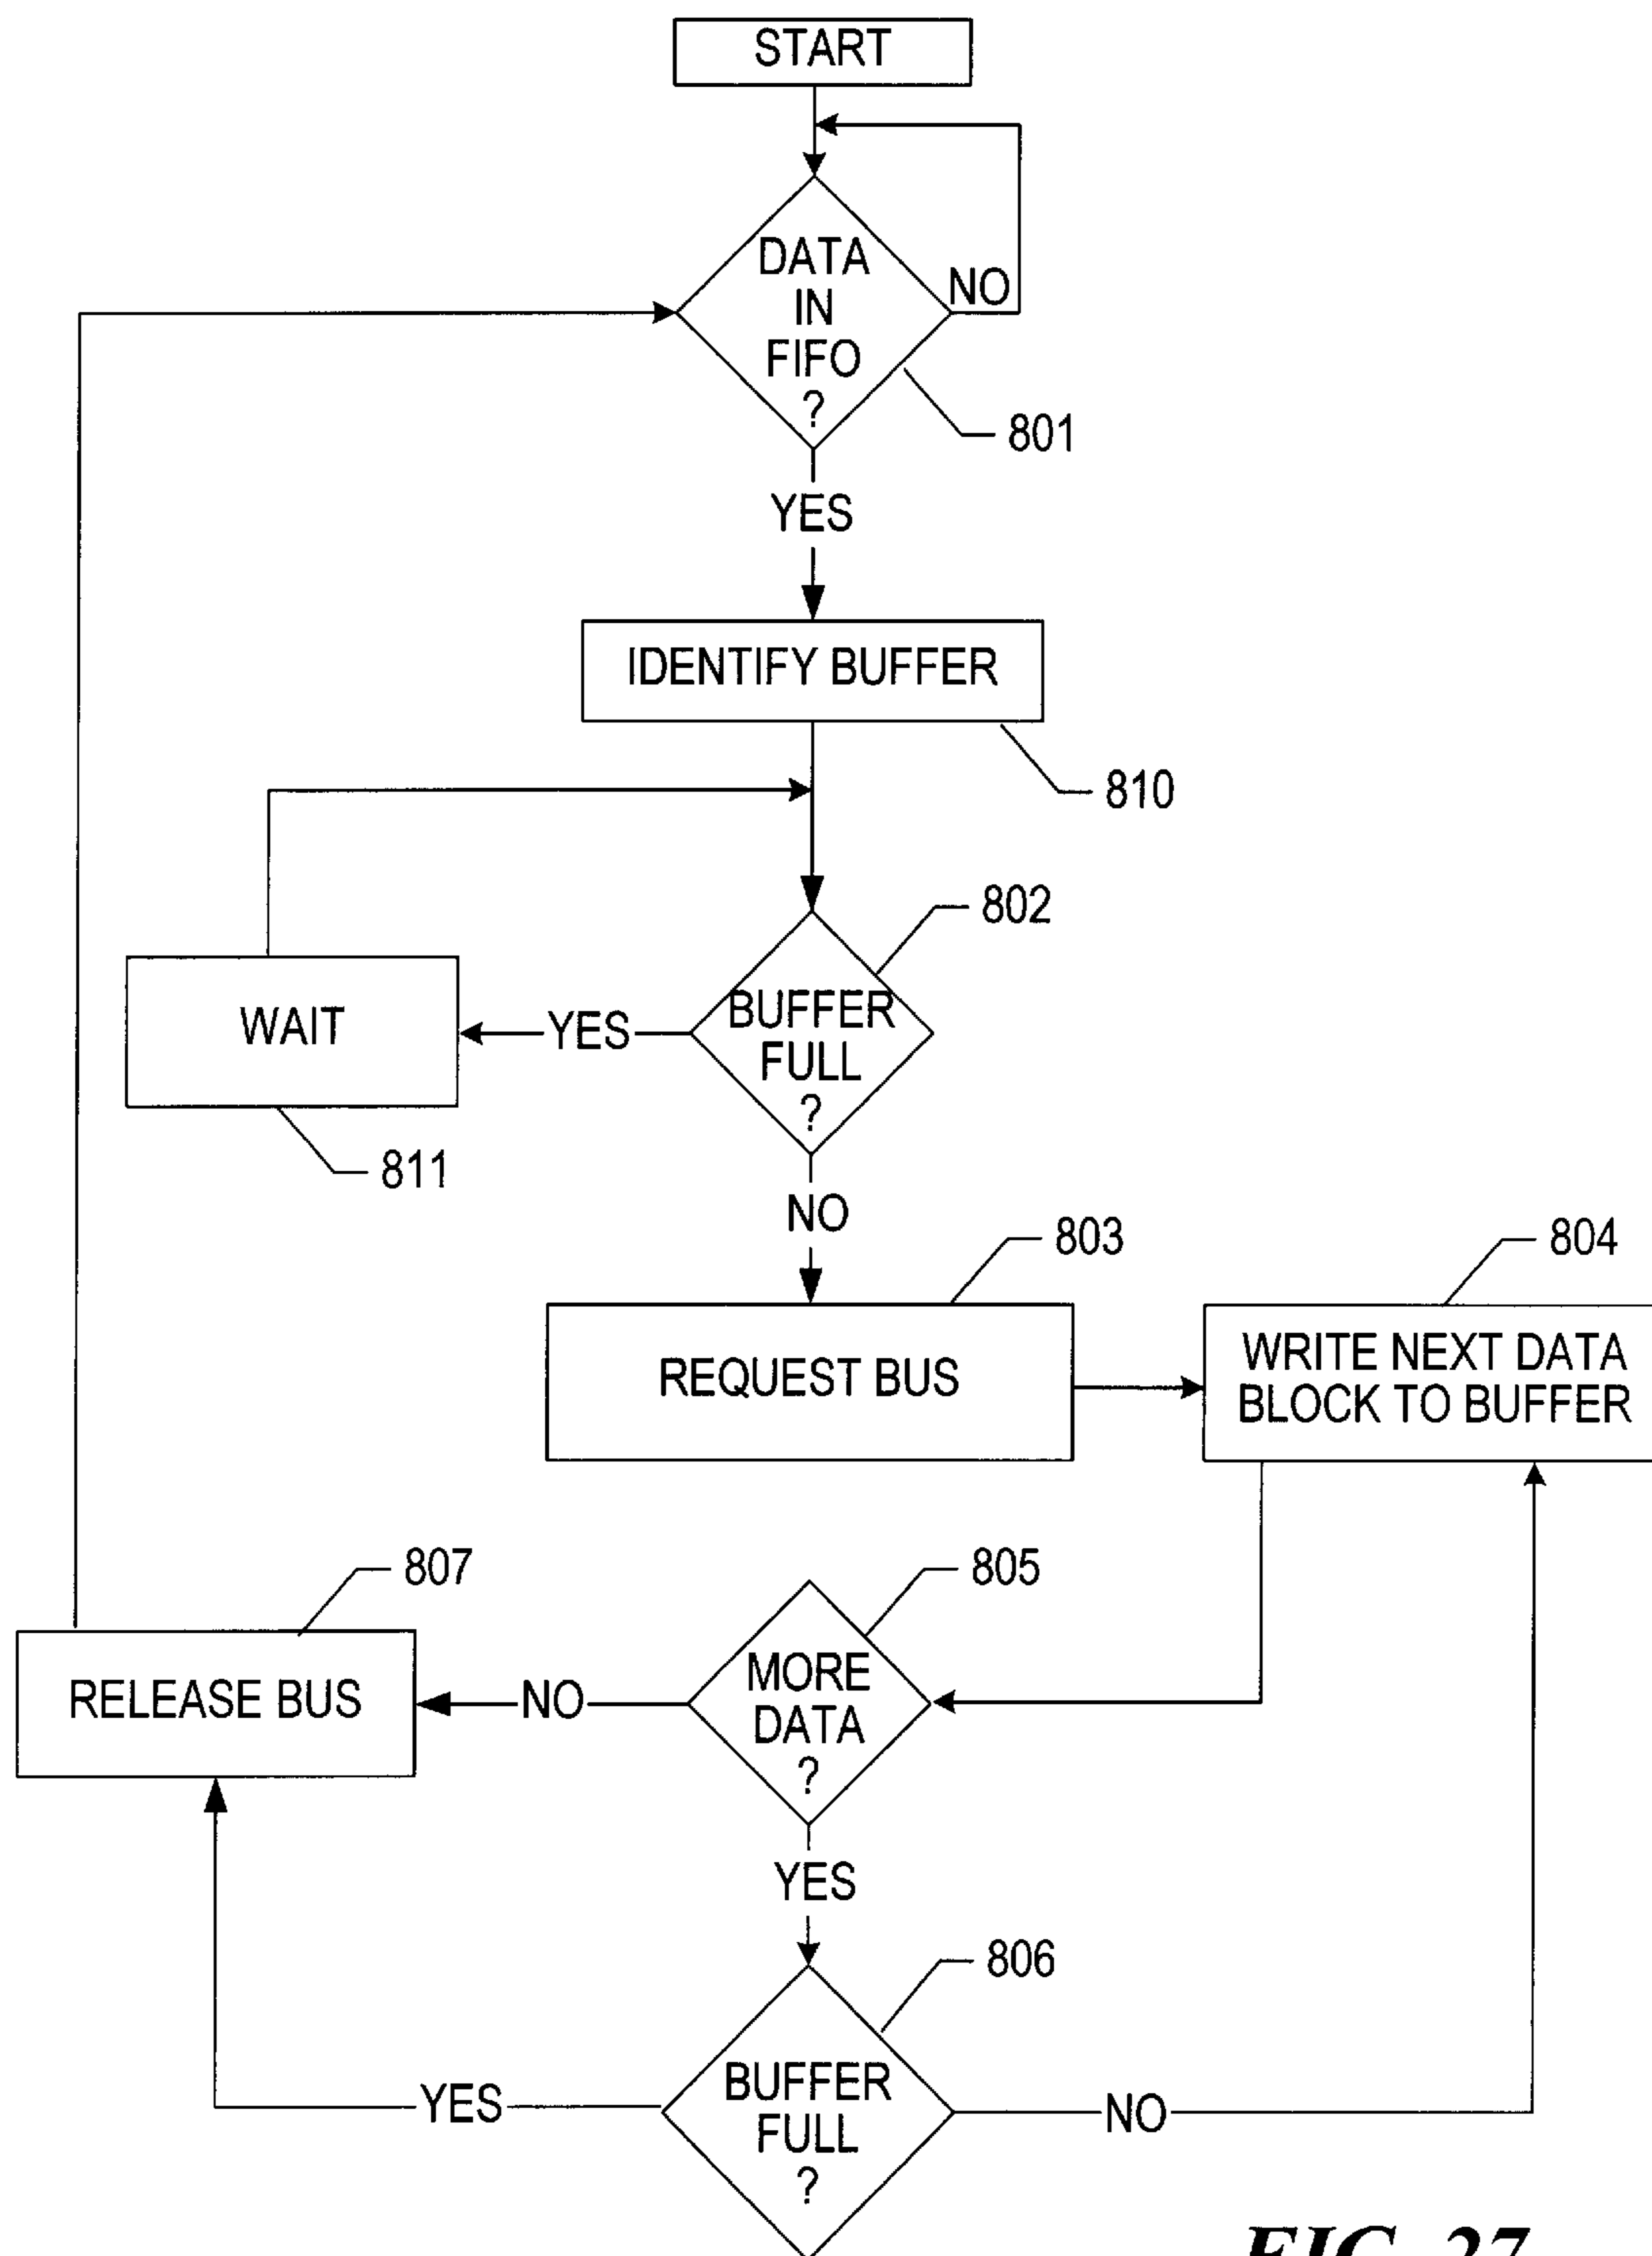 START
DATA
IN
FIFO
?
NO
801
YES
IDENTIFY BUFFER
810
802
BUFFER
FULL
?
YES
WAIT
811
NO
803
804
REQUEST BUS
WRITE NEXT DATA
BLOCK TO BUFFER
807
805
MORE
DATA
?
NO
RELEASE BUS
YES
806
BUFFER
FULL
?
YES
NO
FIG. 27